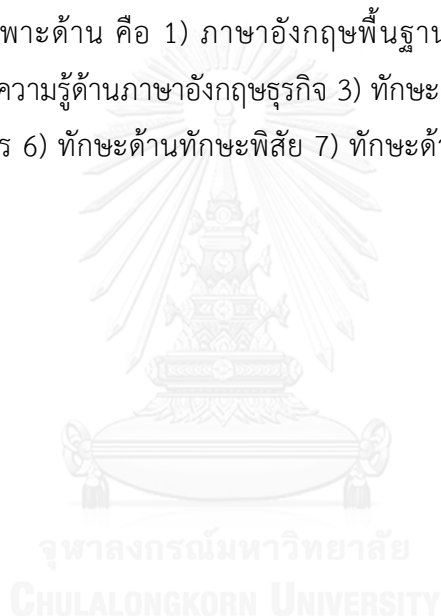 พาะด้าน คือ 1) ภาษาอังกฤษพื้นฐาน
ความรู้ด้านภาษาอังกฤษธุรกิจ 3) ทักษะ
ร 6) ทักษะด้านทักษะพิสัย 7) ทักษะด้า
จุฬาลงกรณ์มหาวิทยาลัย
CHULALONGKORN UNIVERSITY